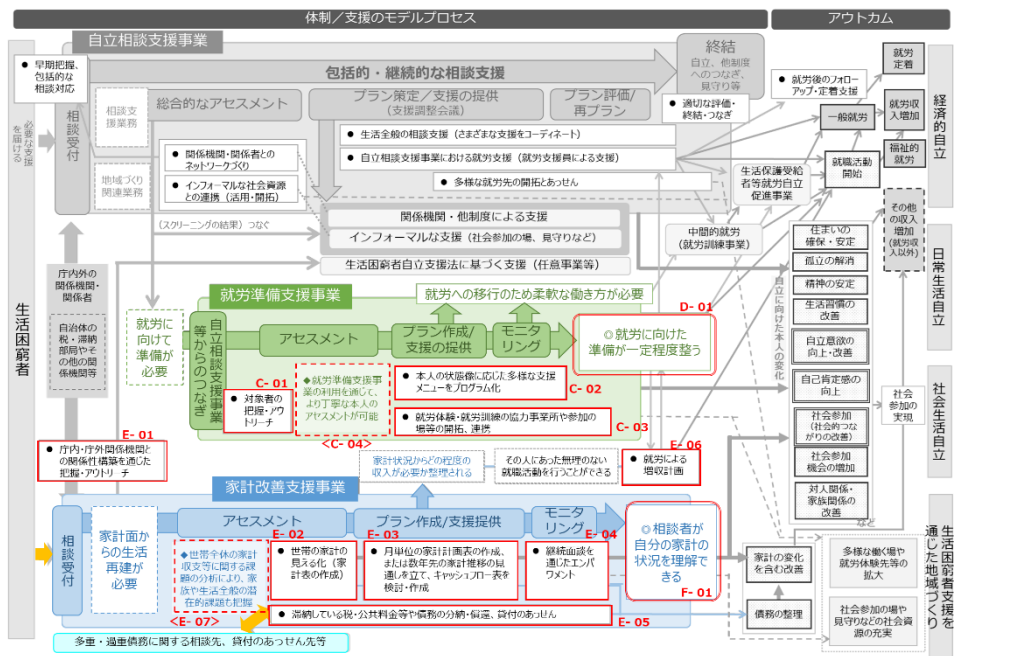 体制／支援のモデルプロセス
アウトカム
自立相談支援事業
早期把握、
包括的な
相談対応
包括的・継続的な相談支援
終結
自立、他制度
へのつなぎ、
見守り等
必要な支援
を届ける
相談受付
相談支
援業務
地域づくり
関連業務
総合的なアセスメント
プラン策定／支援の提供
（支援調整会議）
プラン評価/
再プラン
適切な評価・
終結・つなぎ
就労後のフォロー
アップ・定着支援
就労
定着
一般就労
就労収
入増加
福祉的
就労
就職活動
開始
経済的自立
生活全般の相談支援（さまざまな支援をコーディネート）
自立相談支援事業における就労支援（就労支援員による支援）
多様な就労先の開拓とあっせん
関係機関・関係者との
ネットワークづくり
インフォーマルな社会資源
との連携（活用・開拓）
（スクリーニングの結果）つなぐ
関係機関・他制度による支援
インフォーマルな支援（社会参加の場、見守りなど）
生活困窮者自立支援法に基づく支援（任意事業等）
生活保護受給
者等就労自立
促進事業
中間的就労
（就労訓練事業）
その他
の収入
増加
(就労収
入以外)
自立に向けた本人の変化
住まいの
確保・安定
孤立の解消
精神の安定
生活習慣の
改善
自立意欲の
向上・改善
自己肯定感の
向上
社会参加
(社会的つな
がりの改善)
社会参加
機会の増加
対人関係・
家族関係の
改善
など
社会
参加の
実現
日常生活自立
社会生活自立
生活困窮者
庁内外の
関係機関・
関係者
自治体の
税・滞納
部局やそ
の他の関
係機関等
就労準備支援事業
就労への移行のため柔軟な働き方が必要
就労に
向けて
準備が
必要
自立相談支援事業
等からのつなぎ
アセスメント
プラン作成/
支援の提供
モニタ
リング
D- 01
◎就労に向けた
準備が一定程度整う
C- 01
対象者の
把握・アウ
トリーチ
◆就労準備支援事
業の利用を通じて、
より丁寧な本人の
アセスメントが可能
<C- 04>
本人の状態像に応じた多様な支援
メニューをプログラム化
C- 02
就労体験・就労訓練の協力事業所や参加の
場等の開拓、連携
C- 03
E- 01
庁内・庁外関係機関と
の関係性構築を通じた
把握・アウトリーチ
家計状況からどの程度の
収入が必要か整理される
その人にあった無理のない
就職活動を行うことができる
E- 06
就労による
増収計画
家計改善支援事業
相談受付
家計面か
らの生活
再建が
必要
アセスメント
プラン作成/支援提供
モニタ
リング
◆世帯全体の家計
収支等に関する課
題の分析により、家
族や生活全般の潜
在的課題も把握
<E- 07>
E- 02
世帯の家計の
見える化（家
計表の作成）
E- 03
月単位の家計計画表の作成、
または数年先の家計推移の見
通しを立て、キャッシュフロー表を
検討・作成
E- 04
継続面談を
通じたエンパ
ワメント
◎相談者が
自分の家計の
状況を理解で
きる
F- 01
滞納している税・公共料金等や債務の分納・償還、貸付のあっせん
E- 05
多重・過重債務に関する相談先、貸付のあっせん先等
家計の変化
を含む改善
債務の整理
多様な働く場や
就労体験先等の
拡大
社会参加の場や
見守りなどの社会資
源の充実
生活困窮者支援を
通じた地域づくり